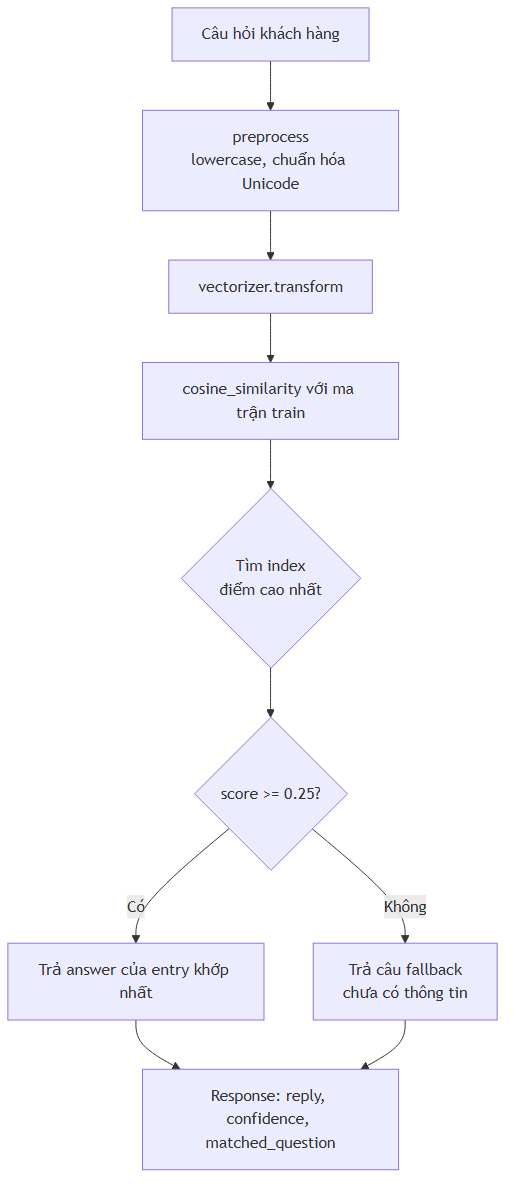 Câu hỏi khách hàng
preprocess
lowercase, chuẩn hóa
Unicode
vectorizer.transform
cosine_similarity với ma
trận train
Tìm index
điểm cao nhất
score >= 0.25?
Có
Không
Trả answer của entry khớp
nhất
Trả câu fallback
chưa có thông tin
Response: reply,
confidence,
matched_question